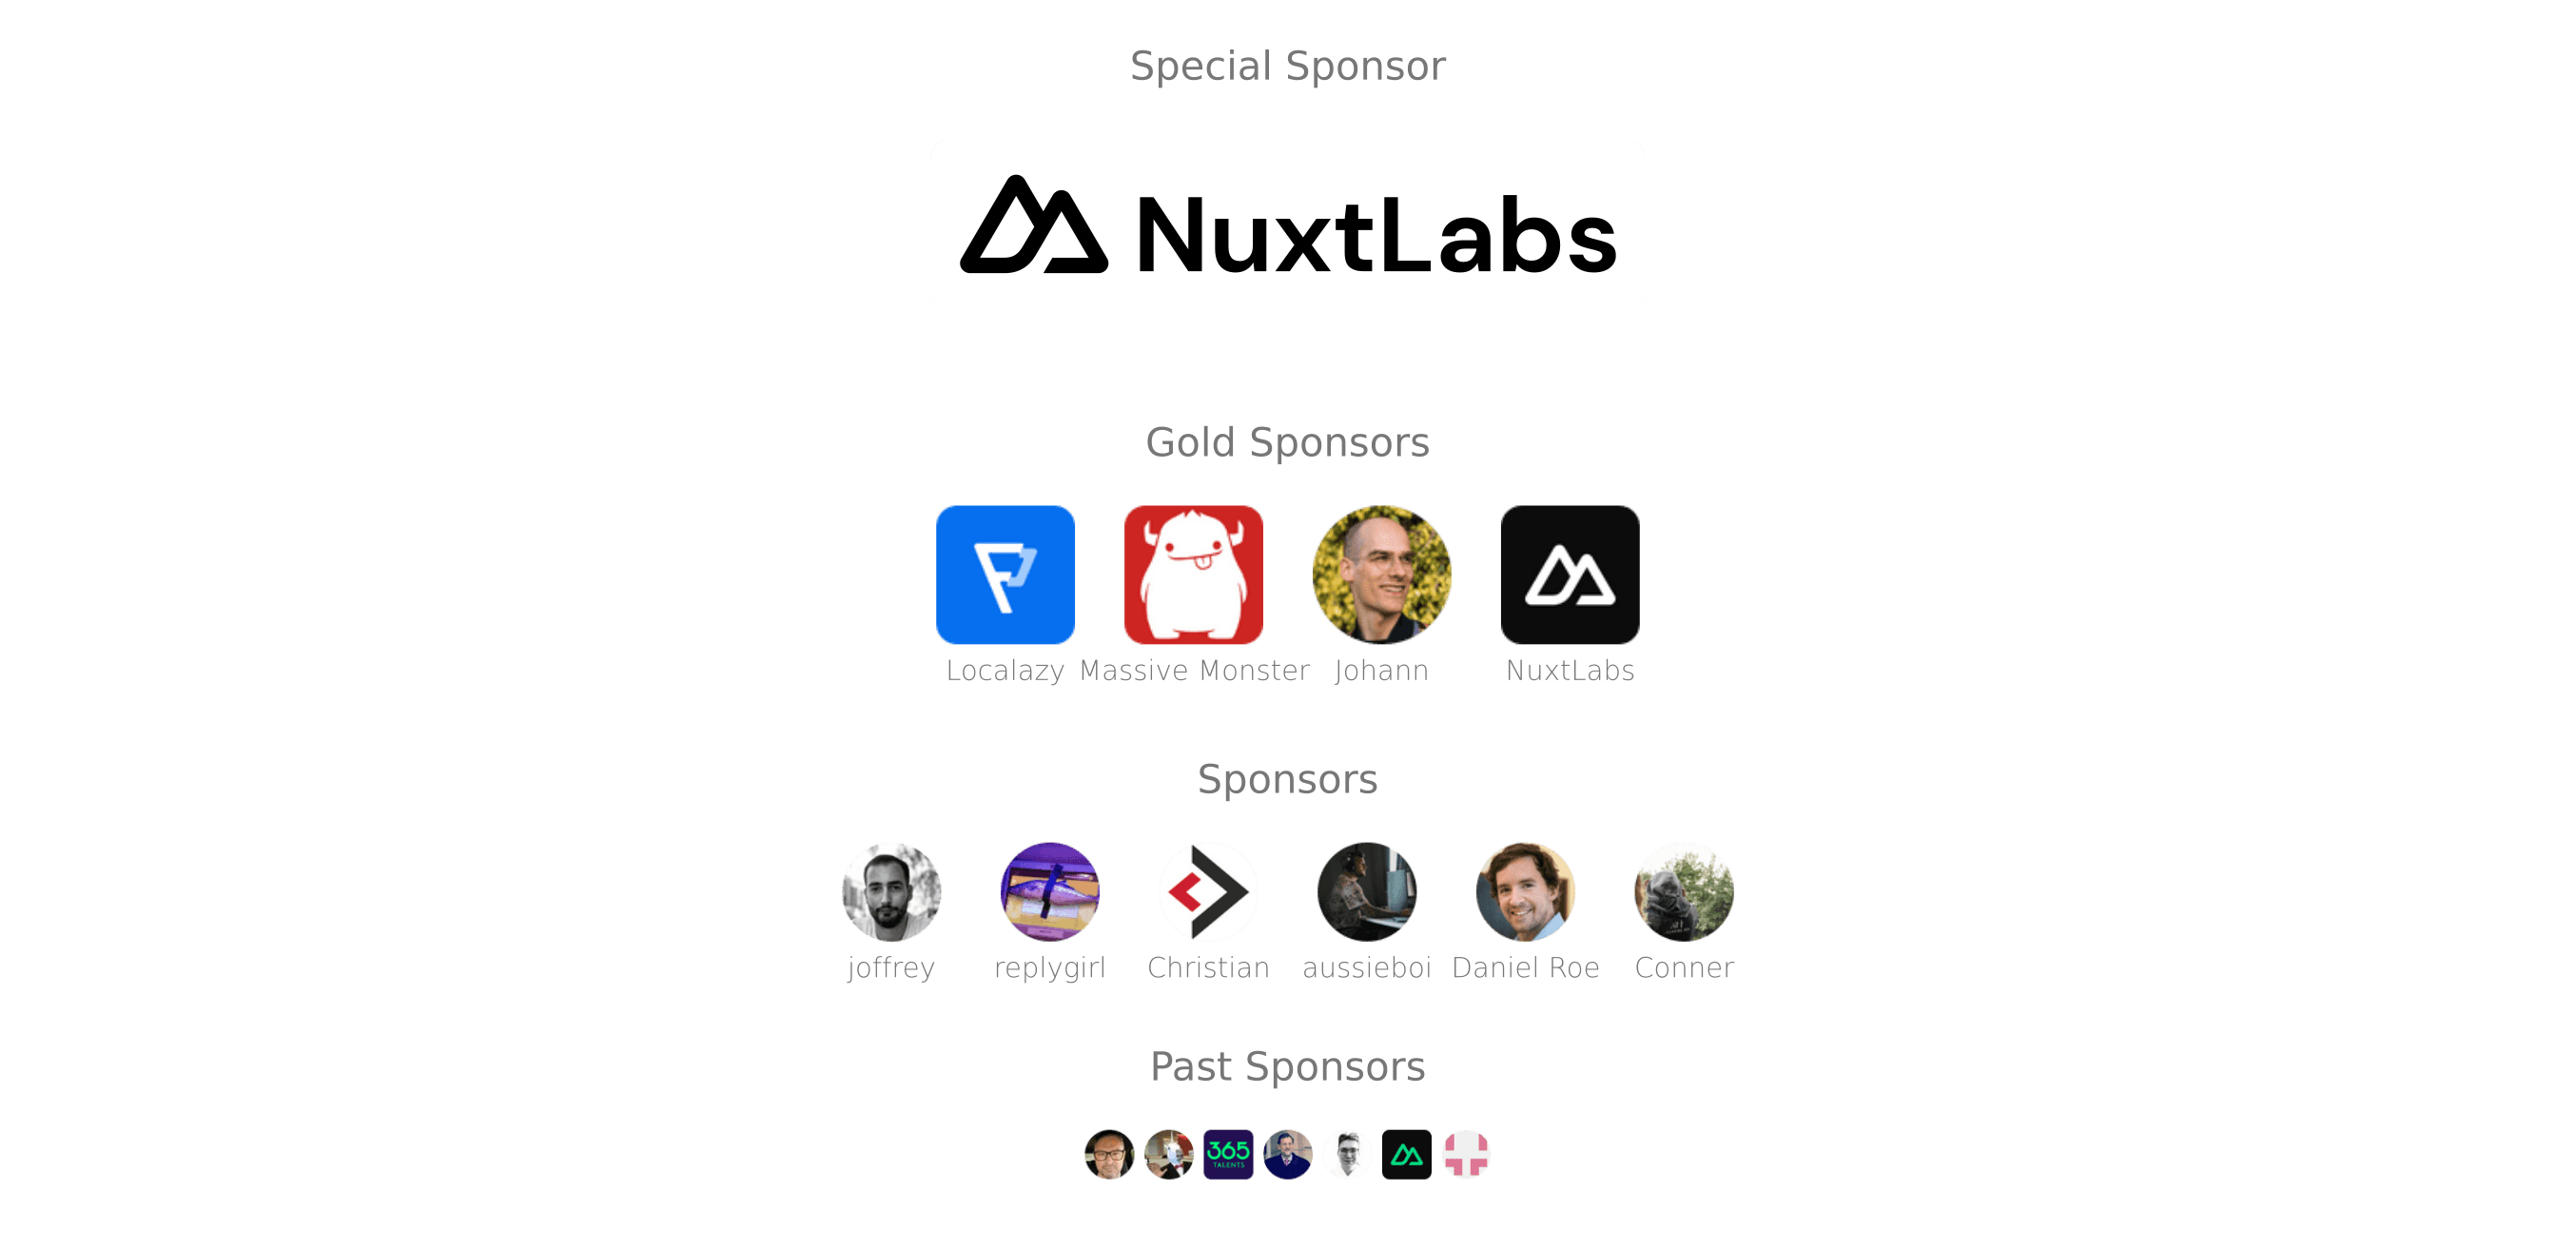 Special Sponsor
NuxtLabs
Gold Sponsors
Localazy Massive Monster Johann NuxtLabs
Sponsors
joffrey replygirl Christian aussieboi Daniel Roe Conner
Past Sponsors
365
TALENTS